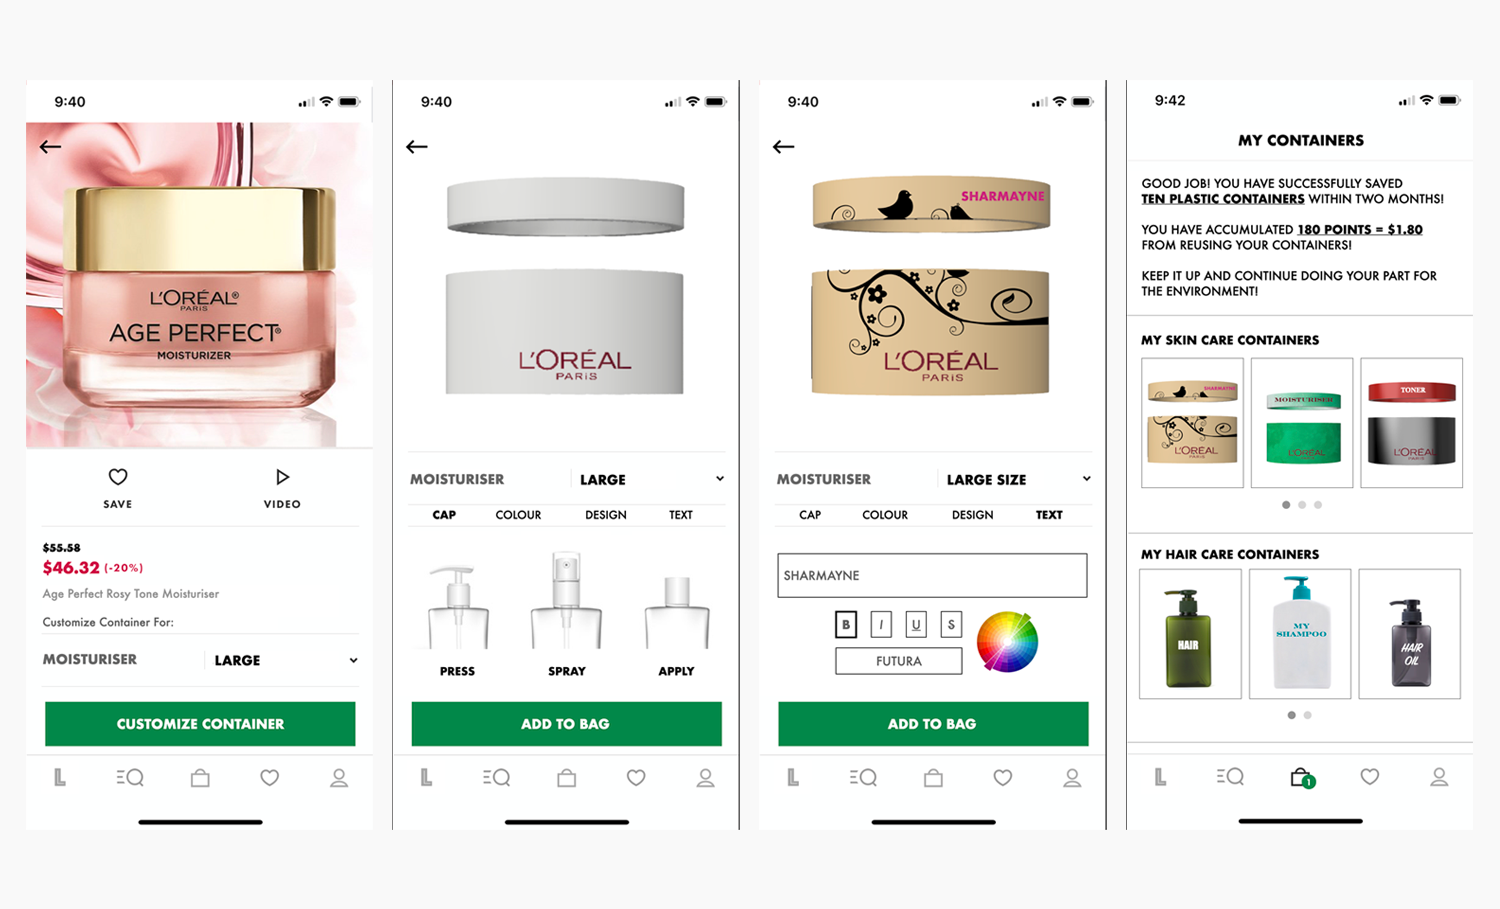 9:40
L'ORÉAL®
PARIS
AGE PERFECT®
MOISTURIZER
SAVE
VIDEO
$55.58
$46.32 (-20%)
Age Perfect Rosy Tone Moisturiser
Customize Container For:
MOISTURISER
LARGE
CUSTOMIZE CONTAINER
L
9:40
L'ORÉAL
PARIS
MOISTURISER
LARGE
CAP
COLOUR
DESIGN
TEXT
PRESS
SPRAY
APPLY
ADD TO BAG
L
9:40
SHARMAYNE
L'ORÉAL
PARIS
MOISTURISER
LARGE SIZE
CAP
COLOUR
DESIGN
TEXT
SHARMAYNE
B
I
U
S
FUTURA
ADD TO BAG
L
9:42
MY CONTAINERS
GOOD JOB! YOU HAVE SUCCESSFULLY SAVED
TEN PLASTIC CONTAINERS WITHIN TWO MONTHS!
YOU HAVE ACCUMULATED 180 POINTS = $1.80
FROM REUSING YOUR CONTAINERS!
KEEP IT UP AND CONTINUE DOING YOUR PART FOR
THE ENVIRONMENT!
MY SKIN CARE CONTAINERS
SHARMAYNE
L'ORÉAL
PARIS
MOISTURISER
L'ORÉAL
PARIS
TONER
L'ORÉAL
PARIS
MY HAIR CARE CONTAINERS
HAIR
MY
SHAMPOO
HAIR
OIL
L
1